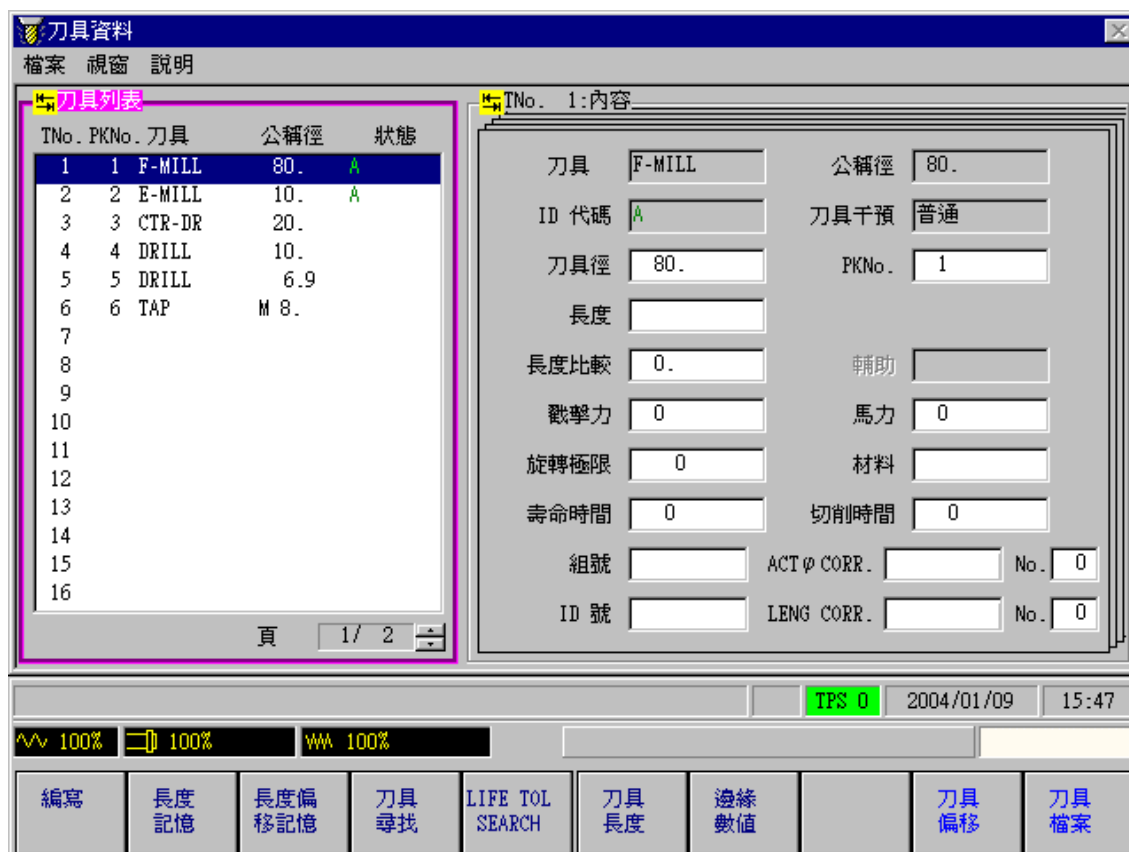 刀具資料
檔案 視窗 說明
刀具列表
TNo. PKNo. 刀具 公稱徑 狀態
1 1 F-MILL 80. A
2 2 E-MILL 10. A
3 3 CTR-DR 20.
4 4 DRILL 10.
5 5 DRILL 6.9
6 6 TAP M 8.
7
8
9
10
11
12
13
14
15
16
頁 1/ 2
TNo. 1:內容
刀具 F-MILL 公稱徑 80.
ID 代碼 A 刀具干預 普通
刀具徑 80. PKNo. 1
長度
長度比較 0. 輔助
戳擊力 0 馬力 0
旋轉極限 0 材料
壽命時間 0 切削時間 0
組號 ACTφ CORR. No. 0
ID 號 LENG CORR. No. 0
TPS 0 2004/01/09 15:47
100% 100% 100%
編寫 長度記憶 長度偏移記憶 刀具尋找 LIFE TOL SEARCH 刀具長度 邊緣數值 刀具偏移 刀具檔案